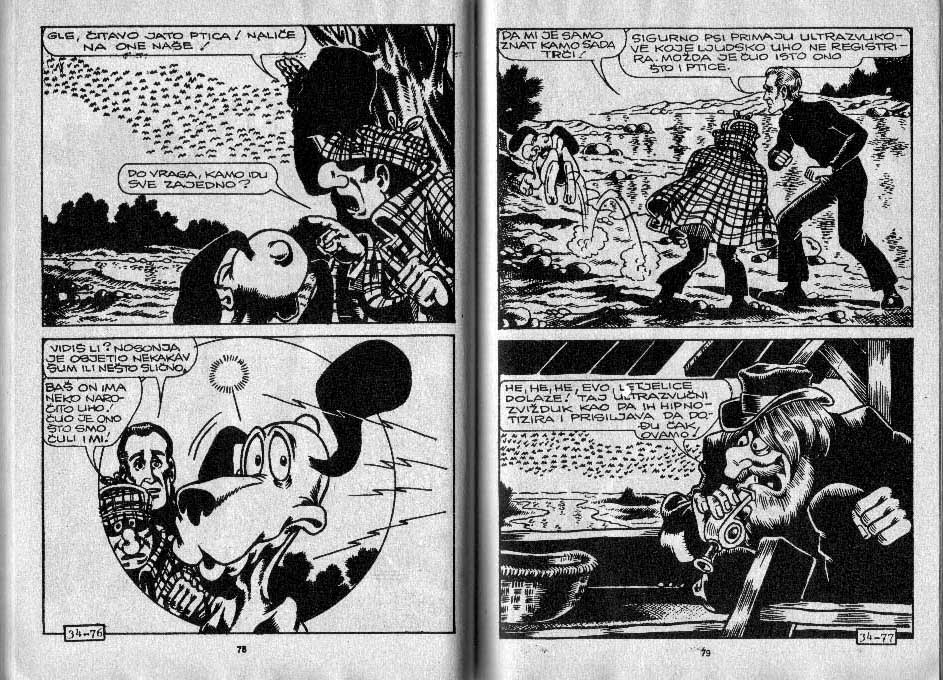 GLE, ČITAVO JATO PTICA! NALIČE
NA ONE NAŠE!
DO VRAGA, KAMO IDU
SVE ZAJEDNO?
VIDIŠ LI? NOSONJA
JE OSJETIO NEKAKAV
ŠUM ILI NEŠTO SLIČNO.
BAŠ ON IMA
NEKO NARO-
ČITO UHO!
ČUO JE ONO
ŠTO SMO
ČULI I MI!
34-76
78
DA MI JE SAMO
ZNAT KAMO SADA
TRČI!
SIGURNO PSI PRIMAJU ULTRAZVUKO-
VE KOJE LJUDSKO UHO NE REGISTRI-
RA. MOŽDA JE ČUO ISTO ONO
ŠTO I PTICE.
HE, HE, HE, EVO, STJELICE
DOLAZE! TAJ ULTRAZVUČNI
ZVIŽDUK KAO DA IH HIPNO-
TIZIRA I PRISILJAVA DA DO-
ĐU ČAK,
OVAMO!
34-77
79